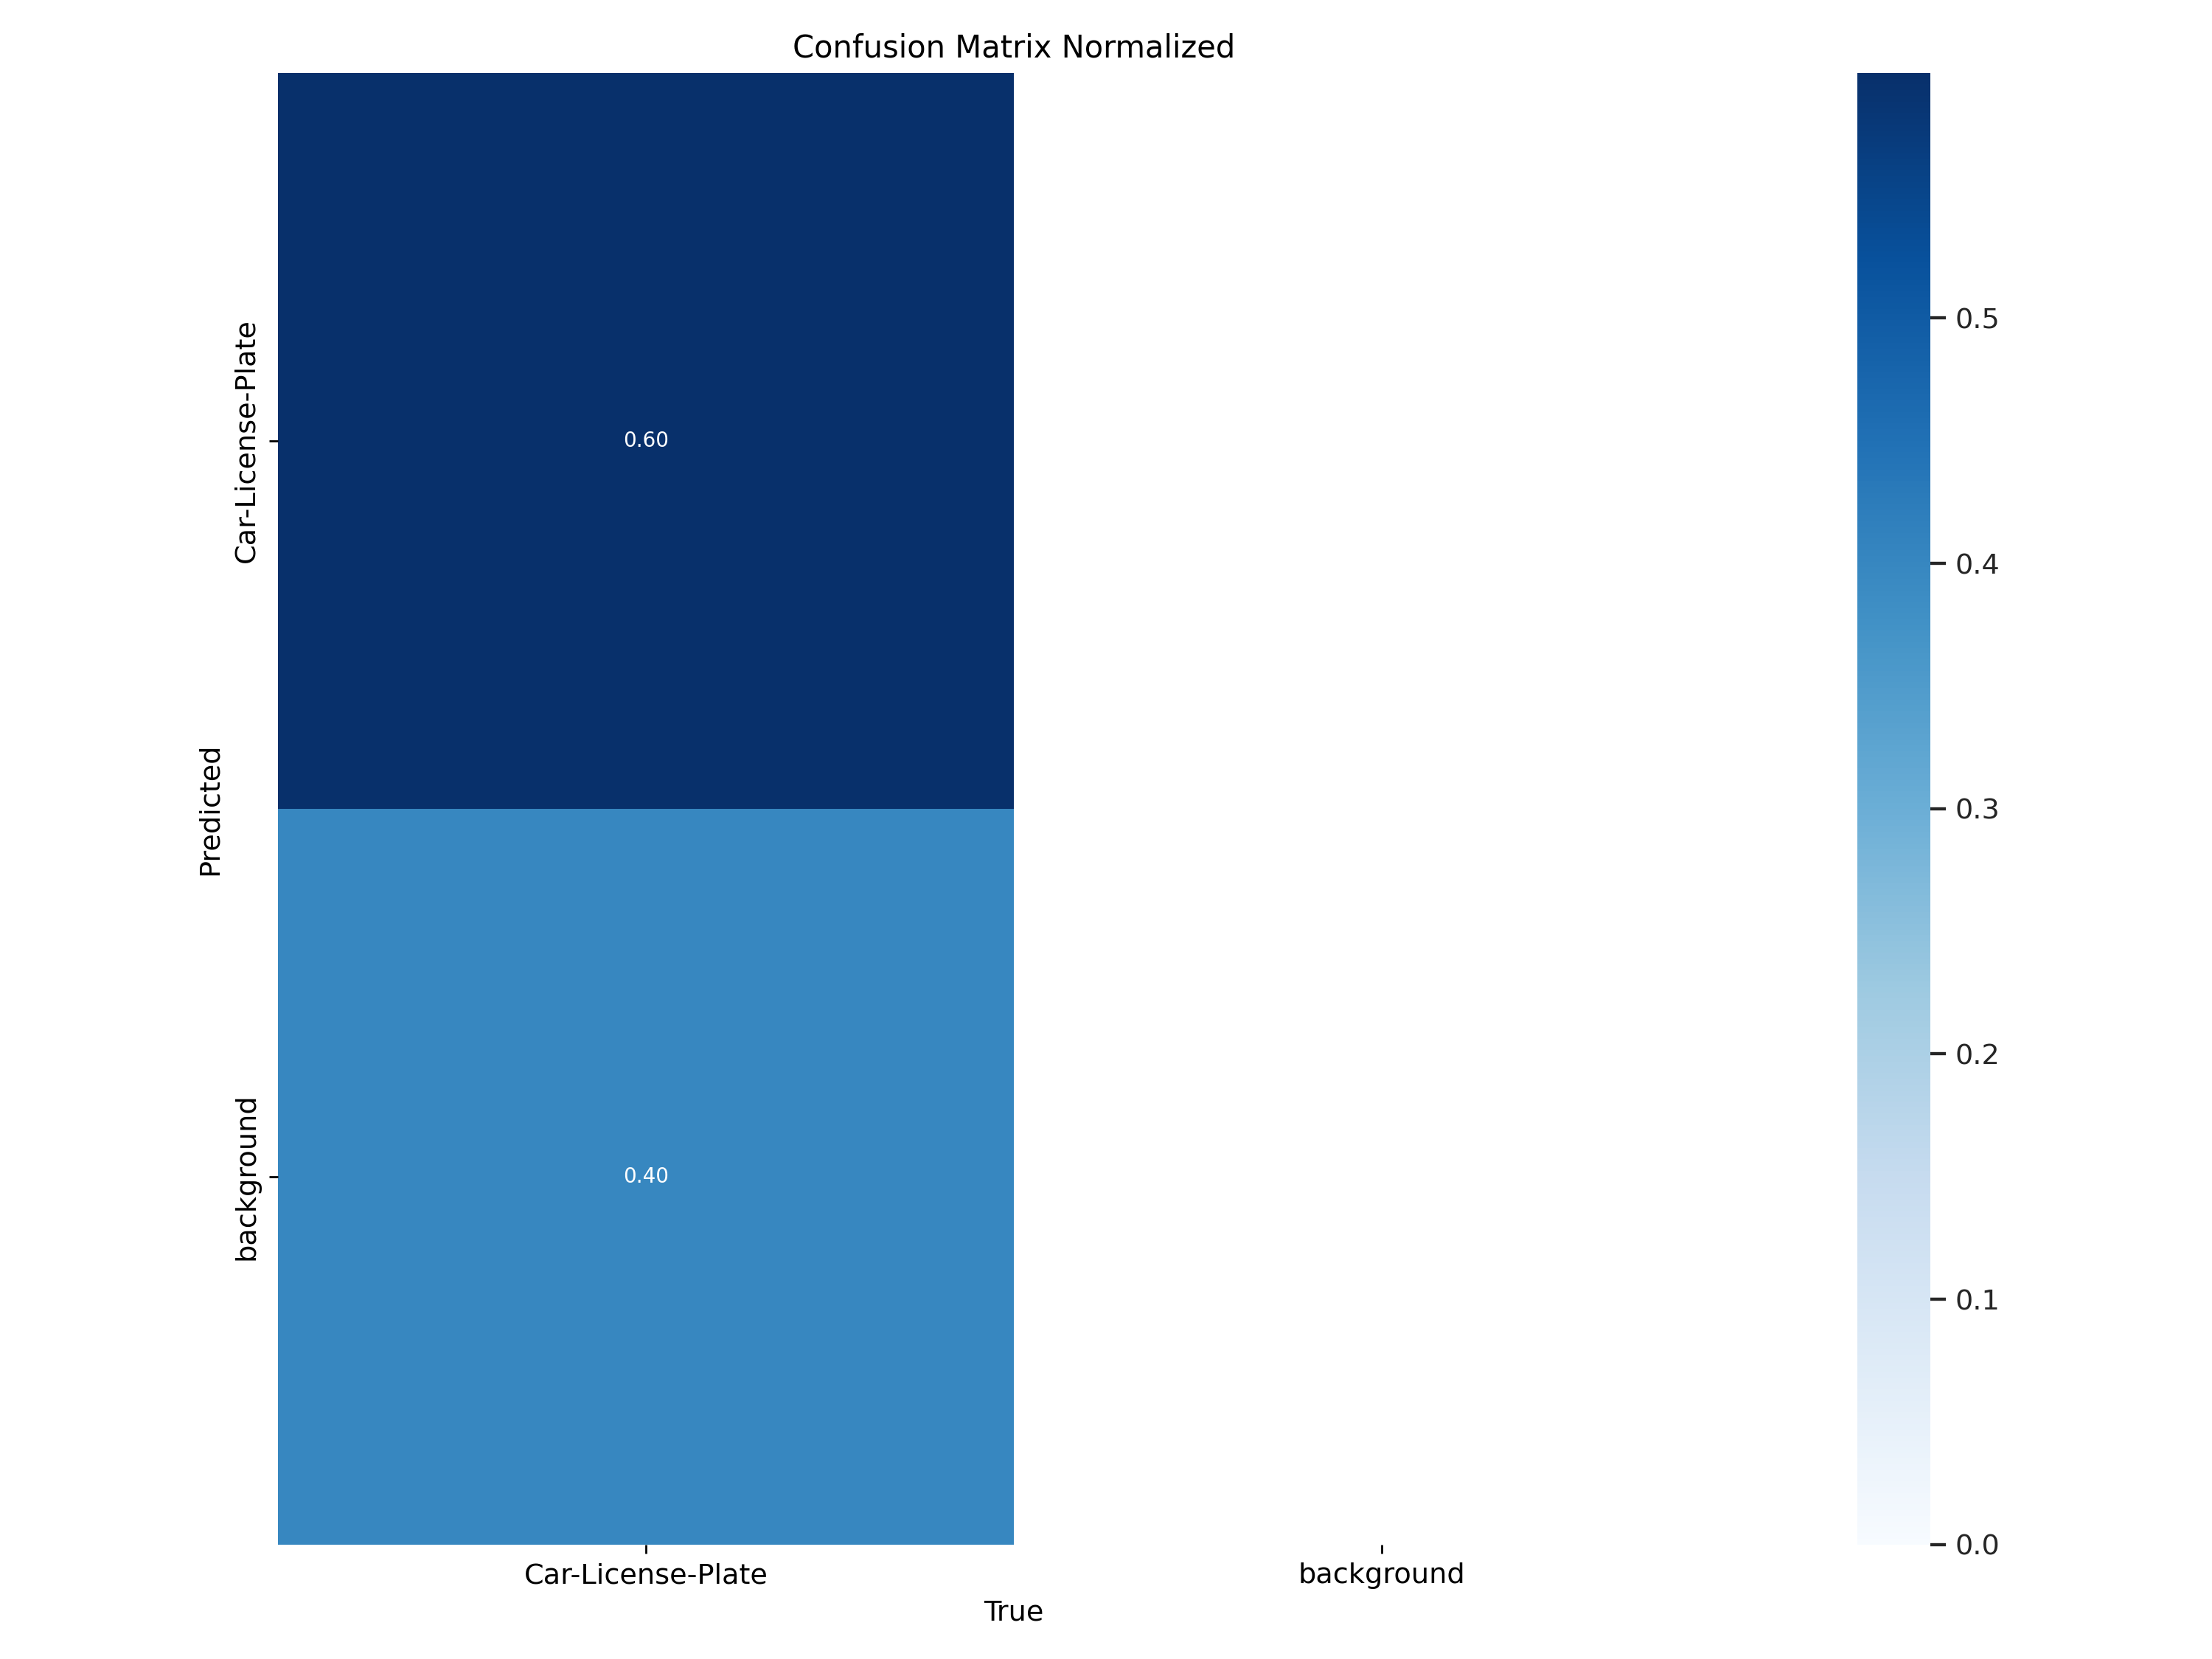 Confusion Matrix Normalized
Car-License-Plate
background
Predicted
0.60
0.40
Car-License-Plate
background
True
0.5
0.4
0.3
0.2
0.1
0.0